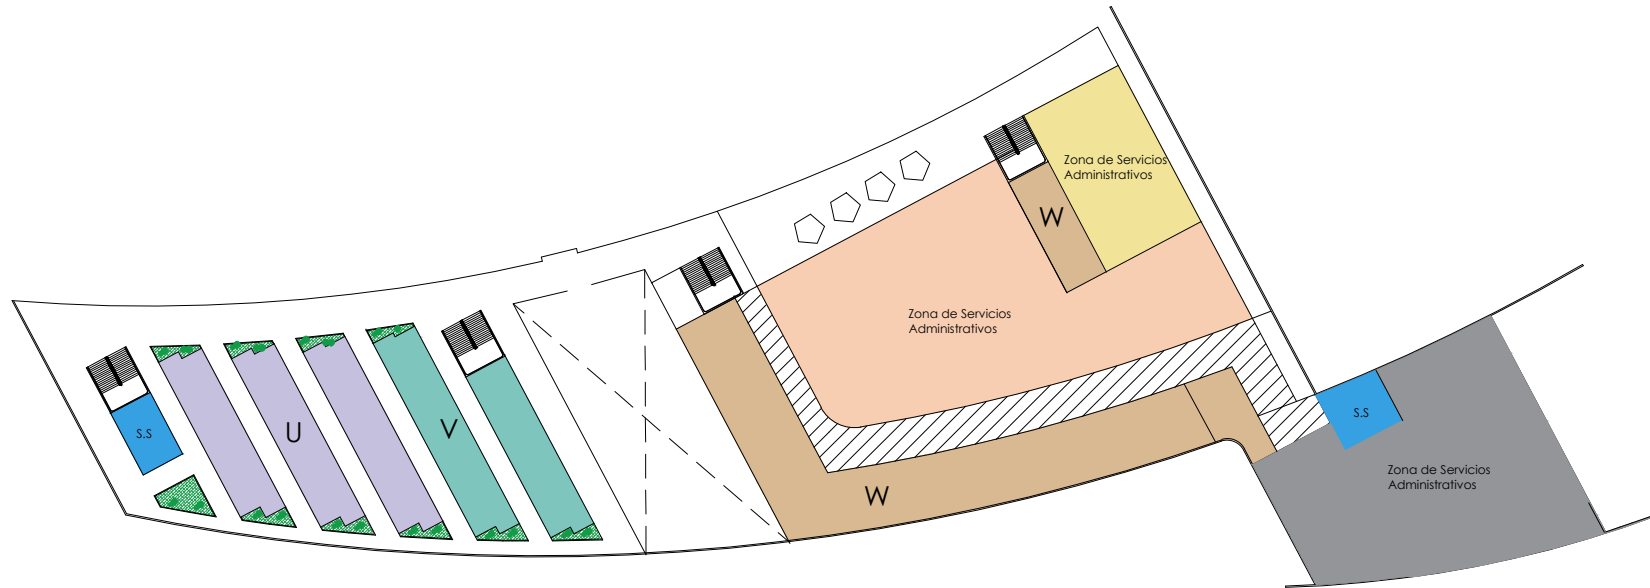 Zona de Servicios
Administrativos
W
Zona de Servicios
Administrativos
S.S
U
V
S.S
W
Zona de Servicios
Administrativos